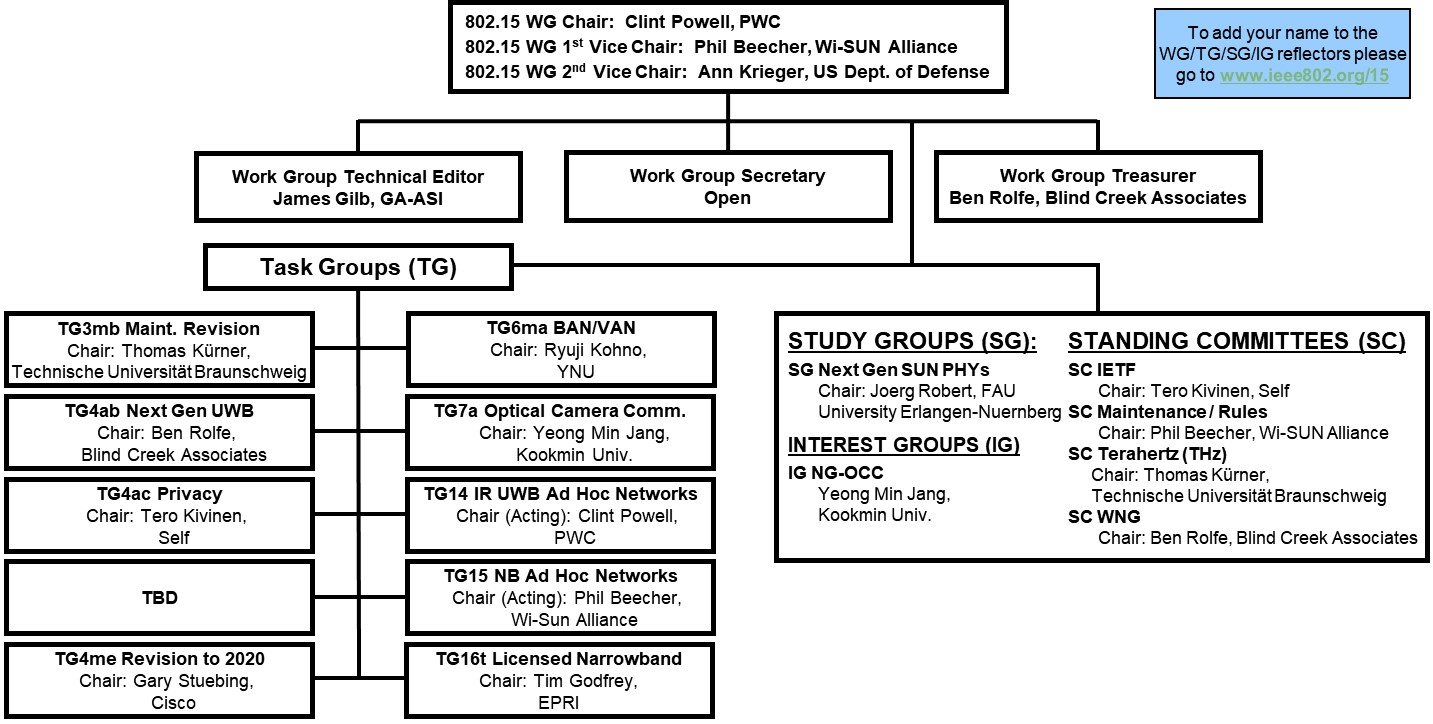 802.15 WG Chair: Clint Powell, PWC
802.15 WG 1st Vice Chair: Phil Beecher, Wi-SUN Alliance
802.15 WG 2nd Vice Chair: Ann Krieger, US Dept. of Defense
To add your name to the
WG/TG/SG/IG reflectors please
go to www.ieee802.org/15
Work Group Technical Editor
James Gilb, GA-ASI
Work Group Secretary
Open
Work Group Treasurer
Ben Rolfe, Blind Creek Associates
Task Groups (TG)
TG3mb Maint. Revision
Chair: Thomas Kürner,
Technische Universität Braunschweig
TG6ma BAN/VAN
Chair: Ryuji Kohno,
YNU
TG4ab Next Gen UWB
Chair: Ben Rolfe,
Blind Creek Associates
TG7a Optical Camera Comm.
Chair: Yeong Min Jang,
Kookmin Univ.
TG4ac Privacy
Chair: Tero Kivinen,
Self
TG14 IR UWB Ad Hoc Networks
Chair (Acting): Clint Powell,
PWC
TBD
TG15 NB Ad Hoc Networks
Chair (Acting): Phil Beecher,
Wi-Sun Alliance
TG4me Revision to 2020
Chair: Gary Stuebing,
Cisco
TG16t Licensed Narrowband
Chair: Tim Godfrey,
EPRI
STUDY GROUPS (SG):
SG Next Gen SUN PHYs
Chair: Joerg Robert, FAU
University Erlangen-Nuernberg
INTEREST GROUPS (IG)
IG NG-OCC
Yeong Min Jang,
Kookmin Univ.
STANDING COMMITTEES (SC)
SC IETF
Chair: Tero Kivinen, Self
SC Maintenance / Rules
Chair: Phil Beecher, Wi-SUN Alliance
SC Terahertz (THz)
Chair: Thomas Kürner,
Technische Universität Braunschweig
SC WNG
Chair: Ben Rolfe, Blind Creek Associates